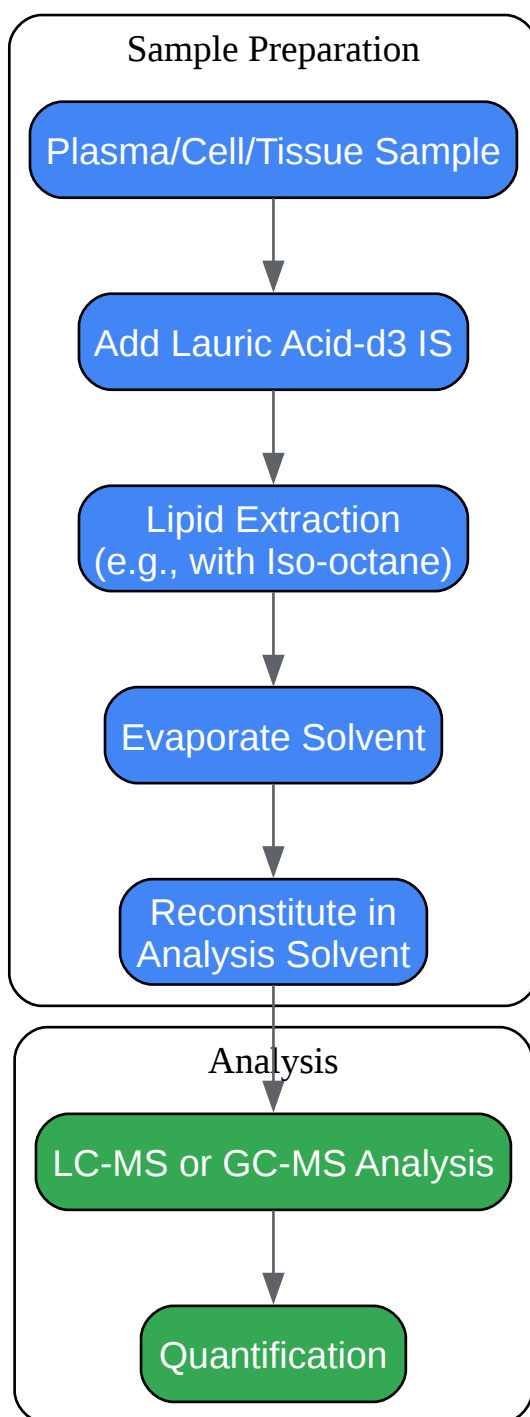 Sample Preparation
Plasma/Cell/Tissue Sample
Add Lauric Acid-d3 IS
Lipid Extraction
(e.g., with Iso-octane)
Evaporate Solvent
Reconstitute in
Analysis Solvent
Analysis
LC-MS or GC-MS Analysis
Quantification